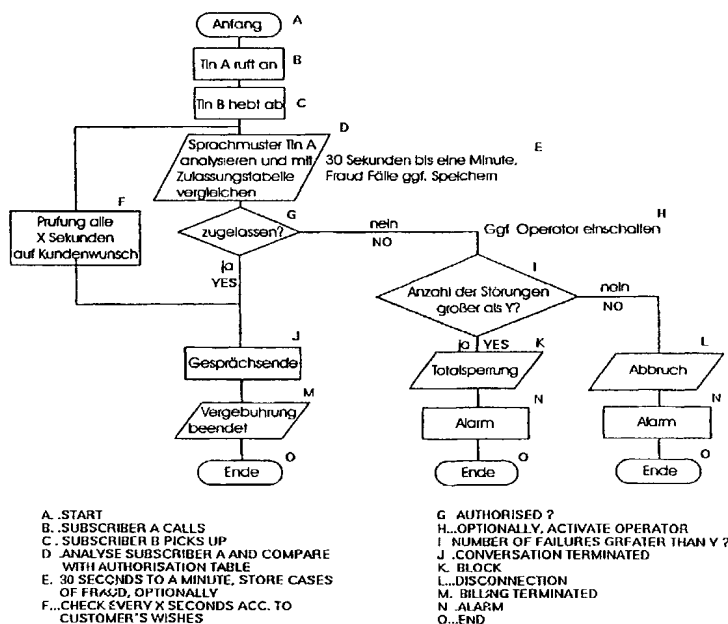 Anfang A
Tln A ruft an B
Tln B hebt ab C
D
Sprachmuster Tln A
analysieren und mit
Zulassungstabelle
vergleichen
E
30 Sekunden bis eine Minute,
Fraud Fälle ggf. Speichern
F
Prufung alle
X Sekunden
auf Kundenwunsch
G
zugelassen?
nein
NO
H
Ggf Operator einschalten
ja
YES
I
Anzahl der Störungen
großer als Y?
nein
NO
J
Gesprächsende
ja YES K
Totalsperrung
L
Abbruch
M
Vergebuhrung
beendet
N
Alarm
N
Alarm
O
Ende
O
Ende
O
Ende
A. .START
B. .SUBSCRIBER A CALLS
C . SUBSCRIBER B PICKS UP
D .ANALYSE SUBSCRIBER A AND COMPARE
WITH AUTHORISATION TABLE
E. 30 SECONDS TO A MINUTE, STORE CASES
OF FRAUD, OPTIONALLY
F...CHECK EVERY X SECONDS ACC. TO
CUSTOMER'S WISHES
G AUTHORISED ?
H...OPTIONALLY, ACTIVATE OPERATOR
I NUMBER OF FAILURES GREATER THAN Y ?
J .CONVERSATION TERMINATED
K. BLOCK
L...DISCONNECTION
M. BILLING TERMINATED
N .ALARM
O...END